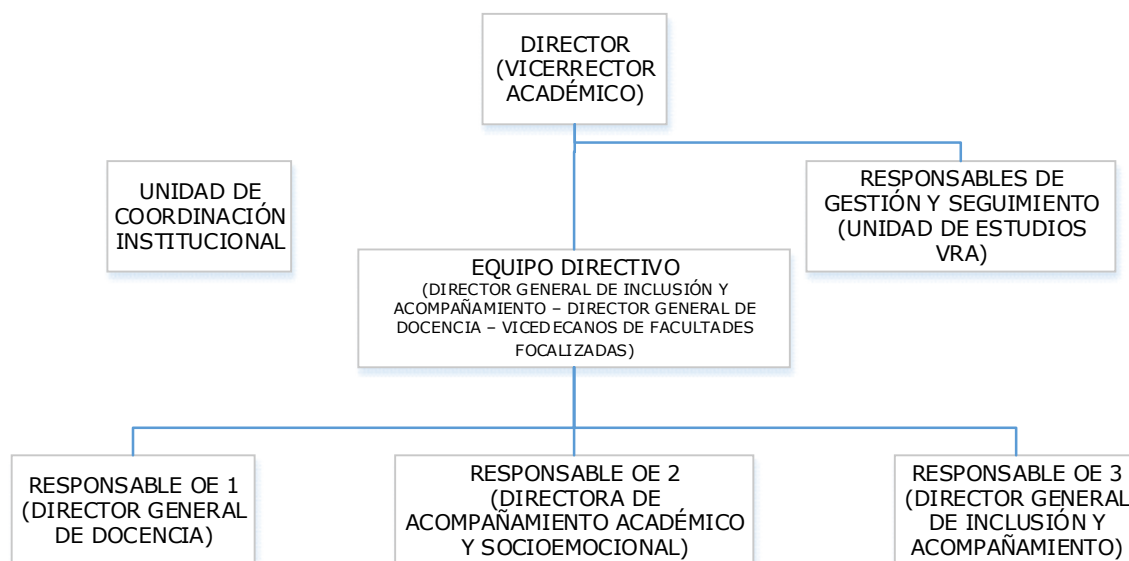 DIRECTOR
(VICERRECTOR
ACADÉMICO)
UNIDAD DE
COORDINACIÓN
INSTITUCIONAL
RESPONSABLES DE
GESTIÓN Y SEGUIMIENTO
(UNIDAD DE ESTUDIOS
VRA)
EQUIPO DIRECTIVO
(DIRECTOR GENERAL DE INCLUSIÓN Y
ACOMPAÑAMIENTO – DIRECTOR GENERAL DE
DOCENCIA – VICEDECANOS DE FACULTADES
FOCALIZADAS)
RESPONSABLE OE 1
(DIRECTOR GENERAL
DE DOCENCIA)
RESPONSABLE OE 2
(DIRECTORA DE
ACOMPAÑAMIENTO ACADÉMICO
Y SOCIOEMOCIONAL)
RESPONSABLE OE 3
(DIRECTOR GENERAL
DE INCLUSIÓN Y
ACOMPAÑAMIENTO)